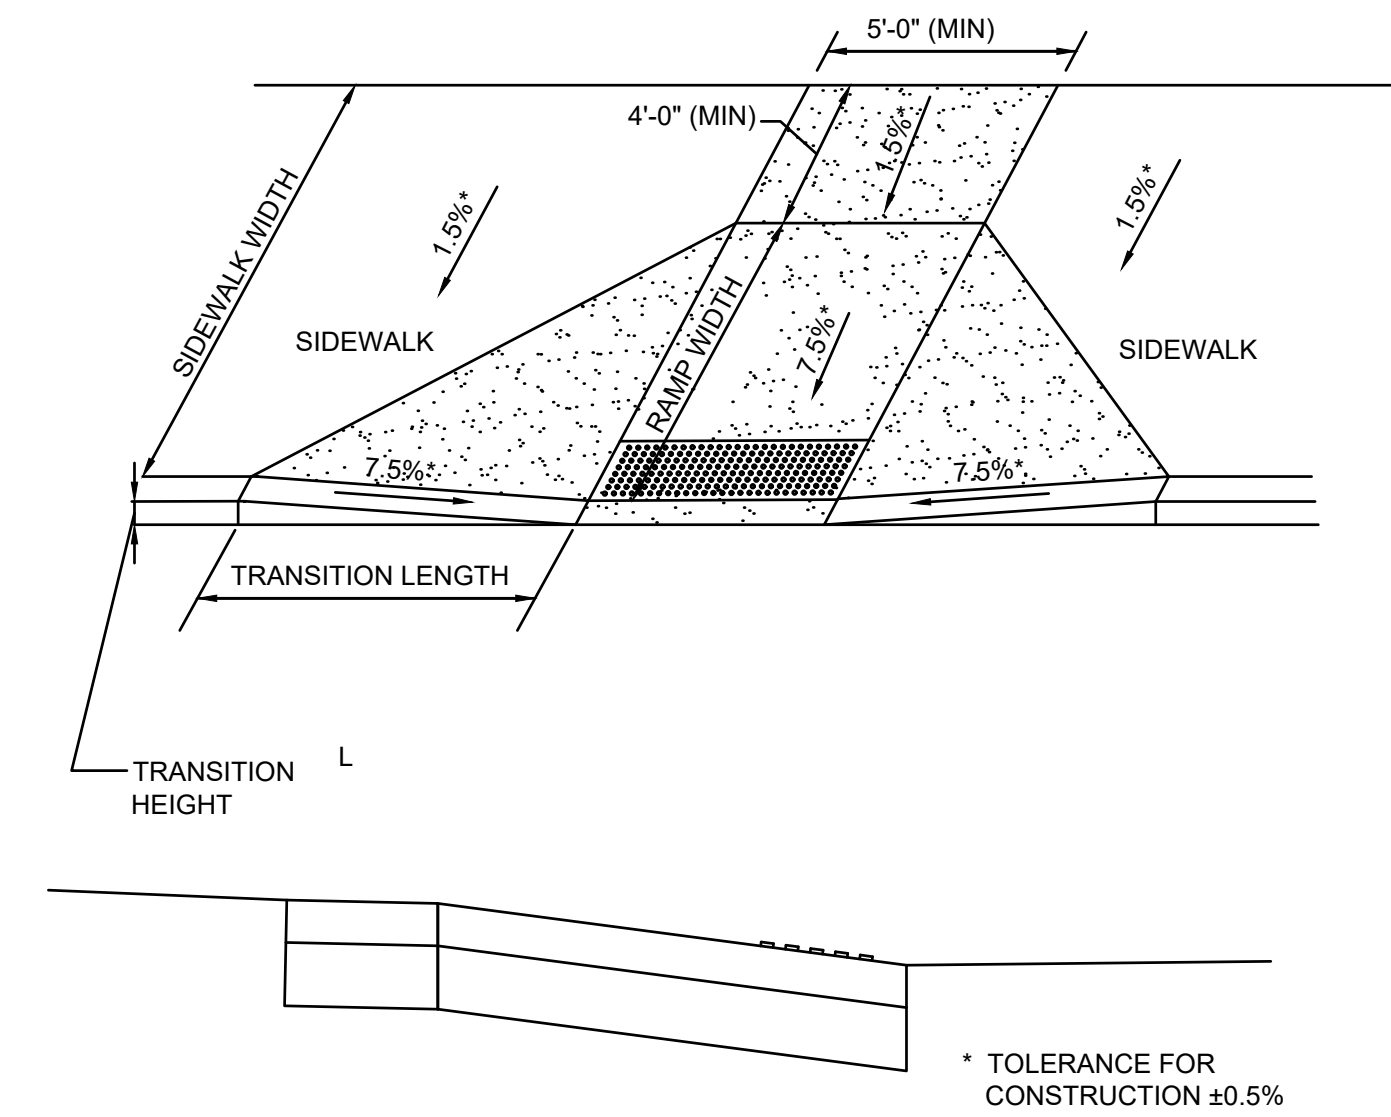 5'-0" (MIN)
4'-0" (MIN)
1.5%*
SIDEWALK WIDTH
1.5%*
1.5%*
SIDEWALK
RAMP WIDTH
7.5%*
SIDEWALK
7.5%*
7.5%*
TRANSITION LENGTH
TRANSITION
HEIGHT
L
* TOLERANCE FOR
CONSTRUCTION ±0.5%